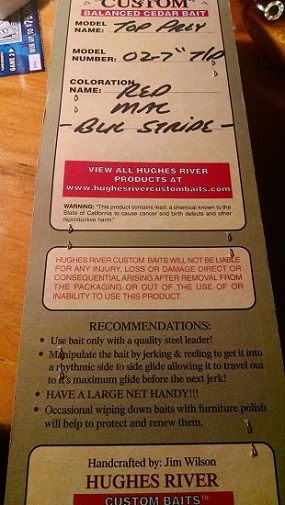 "CUSTOM"
BALANCED CEDAR BAIT
MODEL
NAME: TOP PREY
MODEL
NUMBER: 02-7"
COLORATION
NAME: RED
MAC
-BLK STRIPE-
VIEW ALL HUGHES RIVER
PRODUCTS AT
www.hughesrivercustombaits.com
WARNING: "This product contains lead, a chemical known to the
State of California to cause cancer and birth defects and other
reproductive harm."
HUGHES RIVER CUSTOM BAITS WILL NOT BE LIABLE
FOR ANY INJURY, LOSS OR DAMAGE DIRECT OR
CONSEQUENTIAL ARISING AFTER REMOVAL FROM
THE PACKAGING OR OUT OF THE USE OF OR
INABILITY TO USE THIS PRODUCT.
RECOMMENDATIONS:
• Use bait only with a quality steel leader!
• Manipulate the bait by jerking & reeling to get it into
a rhythmic side to side glide allowing it to travel out
to it's maximum glide before the next jerk!
• HAVE A LARGE NET HANDY!!!
• Occasional wiping down baits with furniture polish
will help to protect and renew them.
Handcrafted by: Jim Wilson
HUGHES RIVER
CUSTOM BAITS™
GAME 2
WIN UP TO